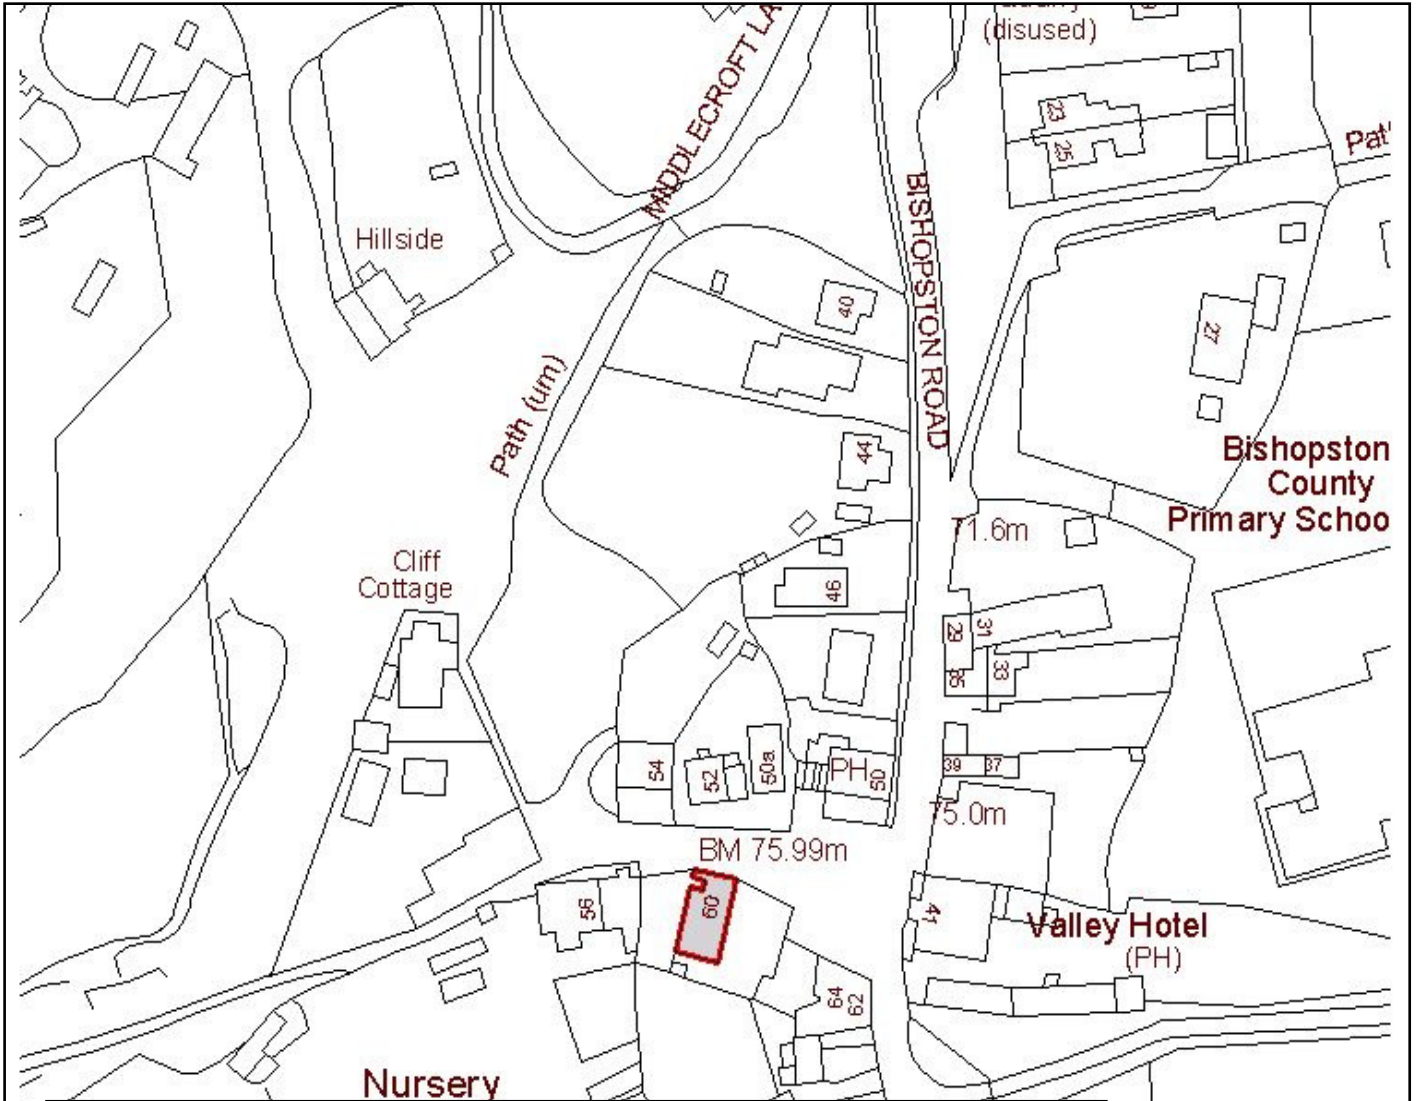 (disused)
MIDDLECROFT LA
23
25
Hillside
BISHOPSTON ROAD
40
27
Path (um)
44
Bishopston
County
Primary Schoo
71.6m
Cliff
Cottage
46
29
31
33
35
54
52
50a
PH
50
39
37
75.0m
BM 75.99m
56
60
41
Valley Hotel
(PH)
64
62
Nursery